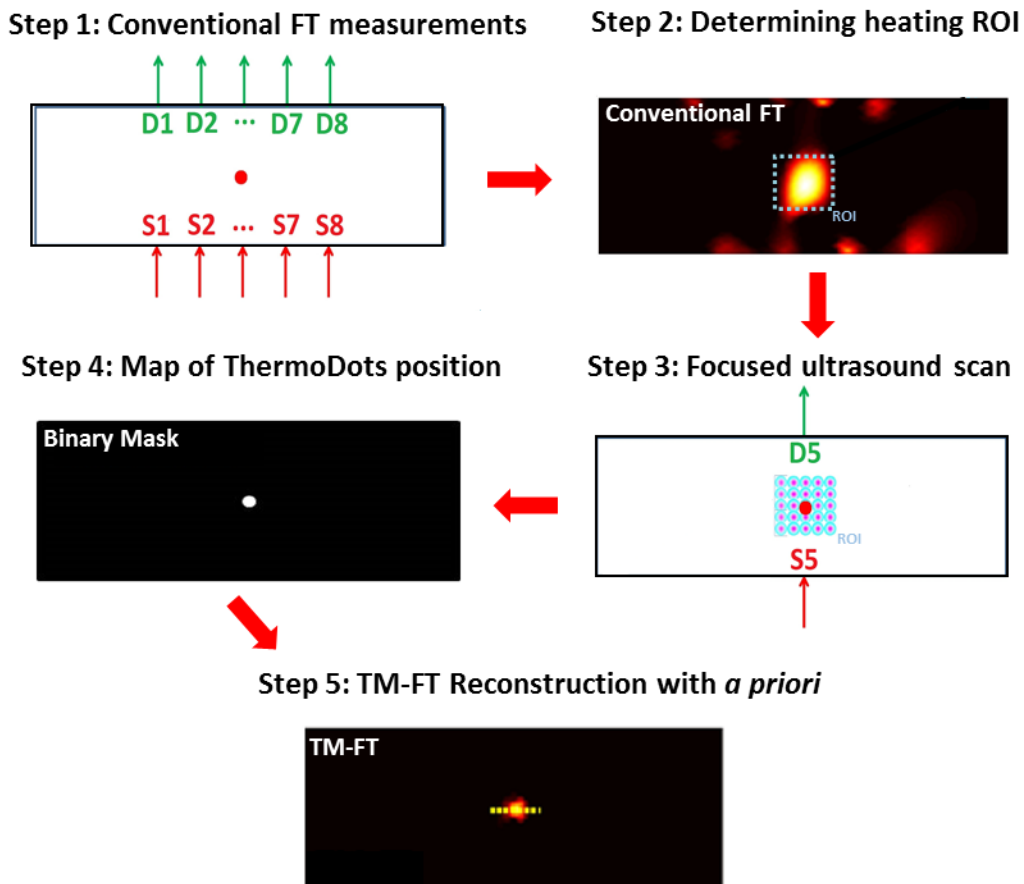 Step 1: Conventional FT measurements
D1 D2 ... D7 D8
S1 S2 ... S7 S8
Step 2: Determining heating ROI
Conventional FT
ROI
Step 3: Focused ultrasound scan
D5
ROI
S5
Step 4: Map of ThermoDots position
Binary Mask
Step 5: TM-FT Reconstruction with a priori
TM-FT